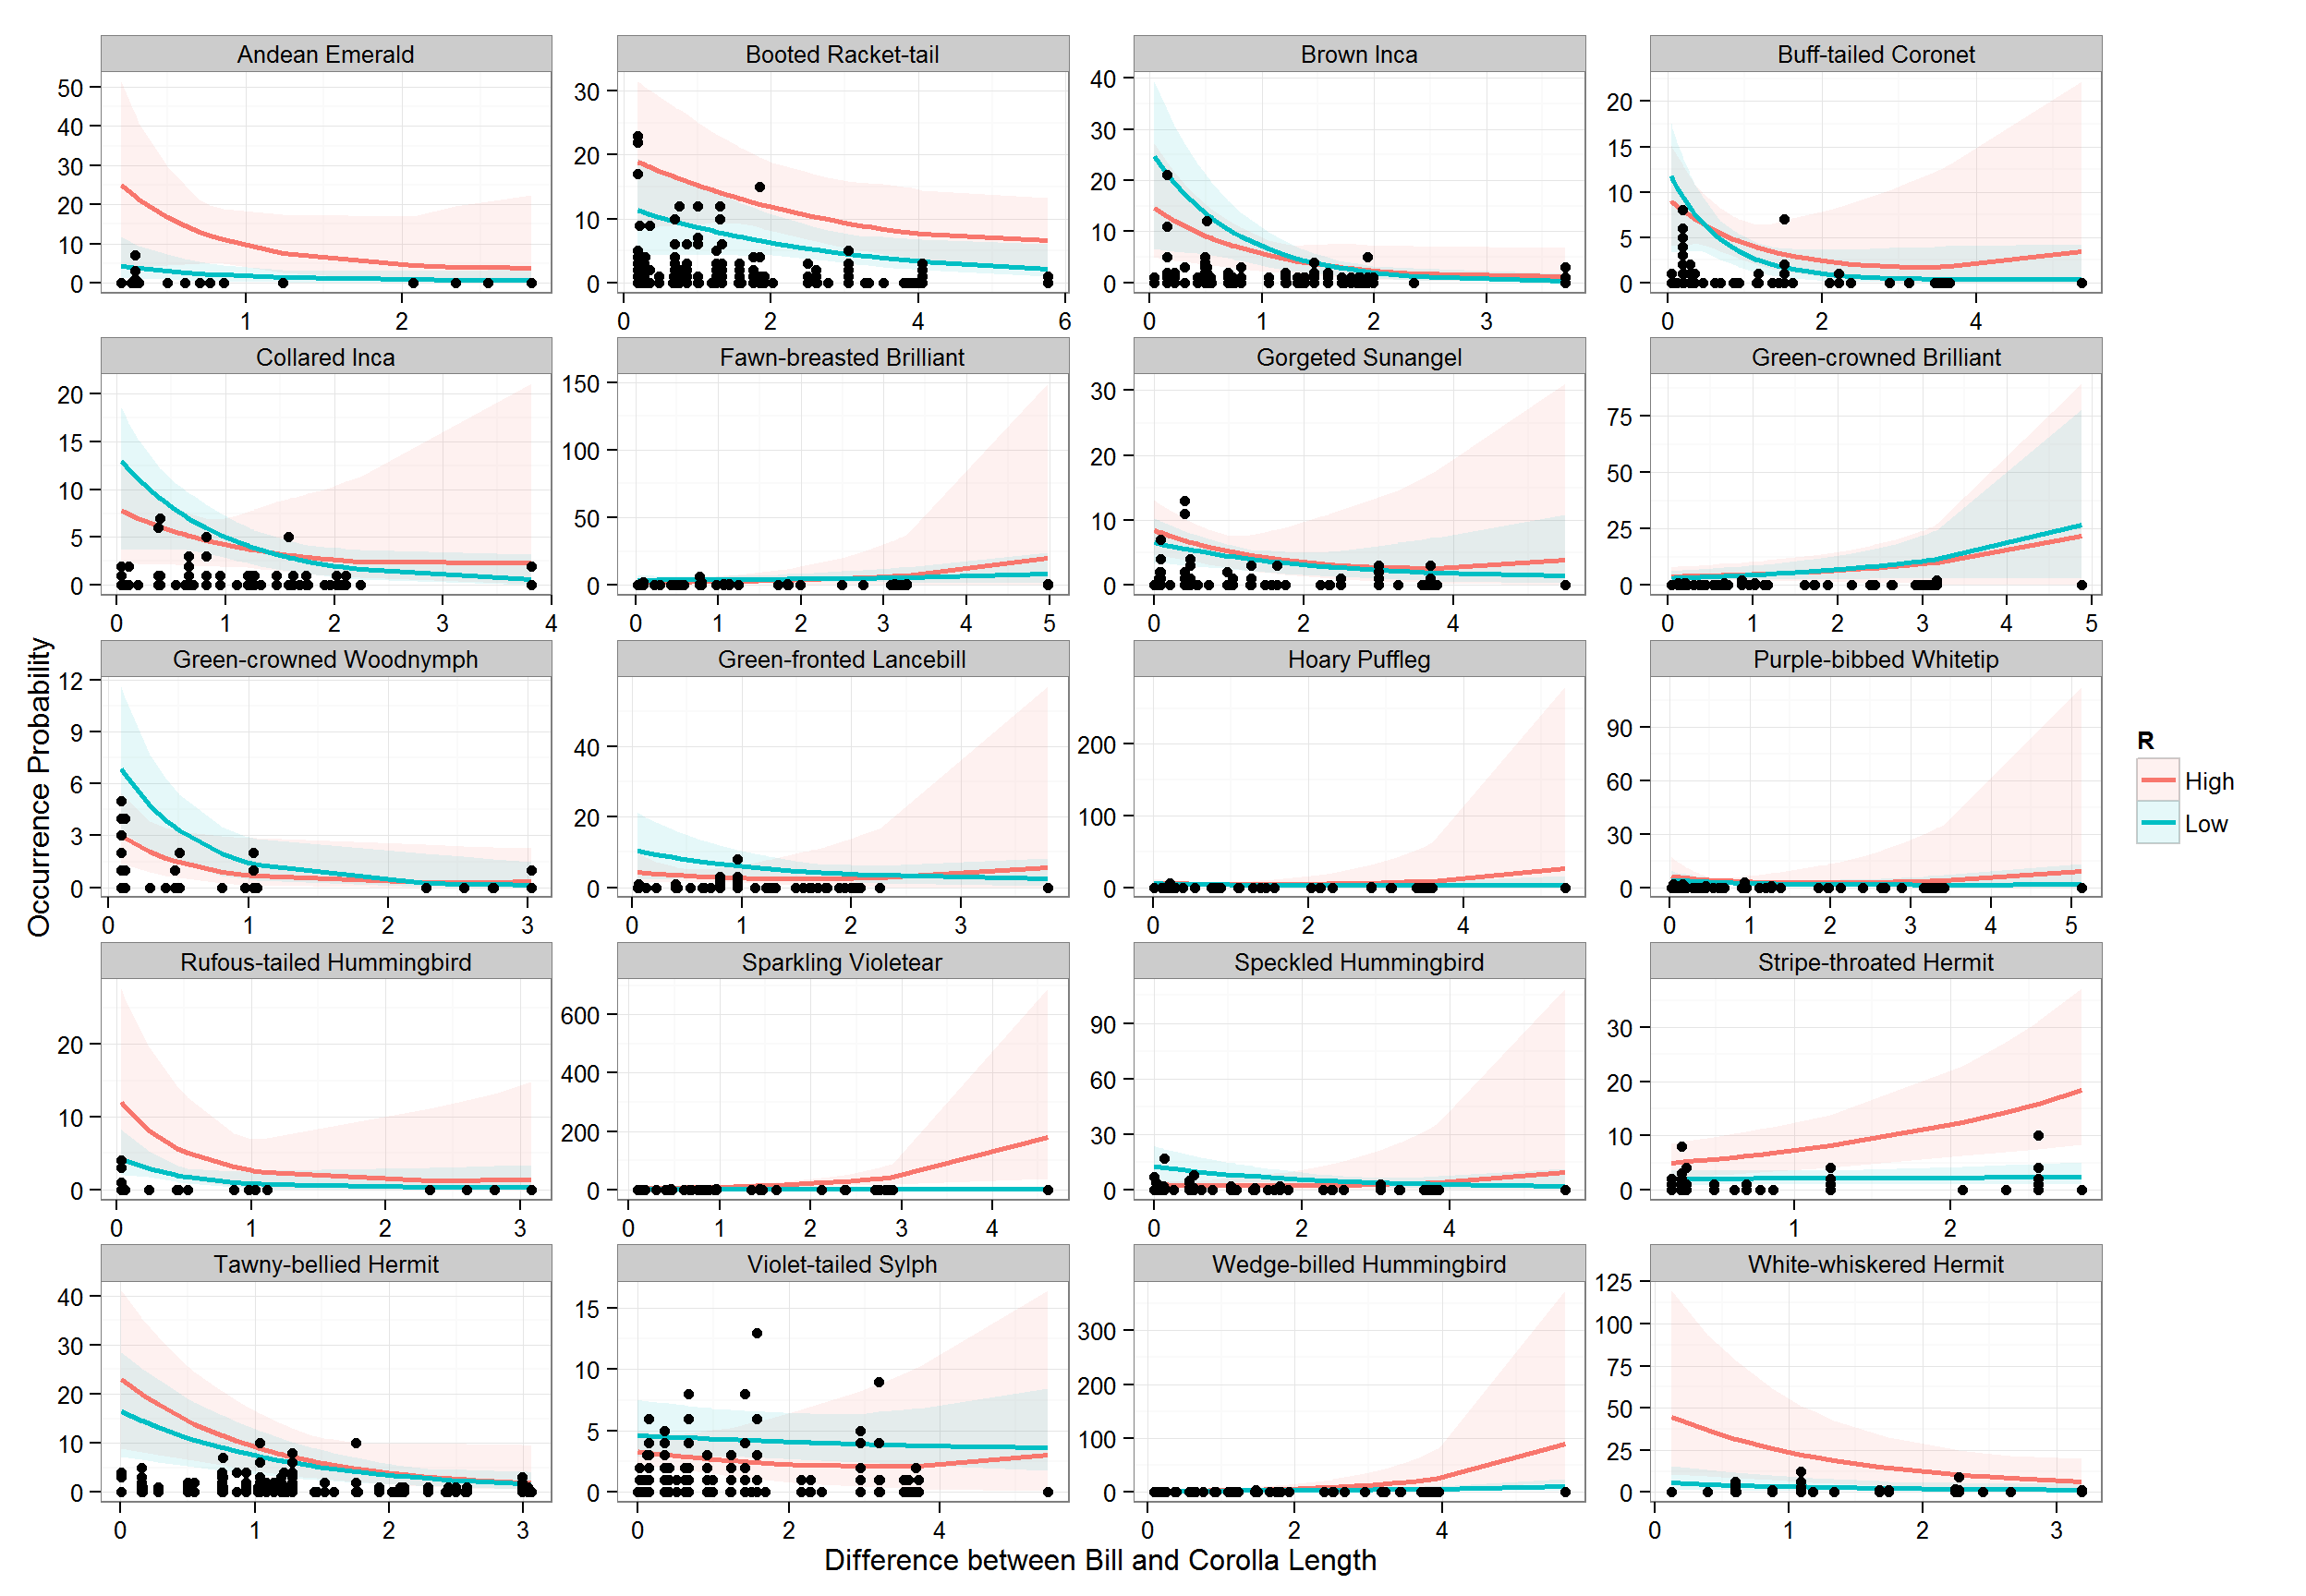 Andean Emerald Booted Racket-tail Brown Inca Buff-tailed Coronet
50 40 30 20 10 0
30 20 10 0
40 30 20 10 0
20 15 10 5 0
1 2
0 2 4 6
0 1 2 3
0 2 4
Collared Inca Fawn-breasted Brilliant Gorgeted Sunangel Green-crowned Brilliant
20 15 10 5 0
150 100 50 0
30 20 10 0
75 50 25 0
0 1 2 3 4
0 1 2 3 4 5
0 2 4
0 1 2 3 4 5
Green-crowned Woodnymph Green-fronted Lancebill Hoary Puffleg Purple-bibbed Whitetip
12 9 6 3 0
40 20 0
200 100 0
90 60 30 0
0 1 2 3
0 1 2 3
0 2 4
0 1 2 3 4 5
Rufous-tailed Hummingbird Sparkling Violetear Speckled Hummingbird Stripe-throated Hermit
20 10 0
600 400 200 0
90 60 30 0
30 20 10 0
0 1 2 3
0 1 2 3 4
0 2 4
1 2
Tawny-bellied Hermit Violet-tailed Sylph Wedge-billed Hummingbird White-whiskered Hermit
40 30 20 10 0
15 10 5 0
300 200 100 0
125 100 75 50 25 0
0 1 2 3
0 2 4
0 2 4
0 1 2 3
Occurrence Probability
Difference between Bill and Corolla Length
R
High
Low